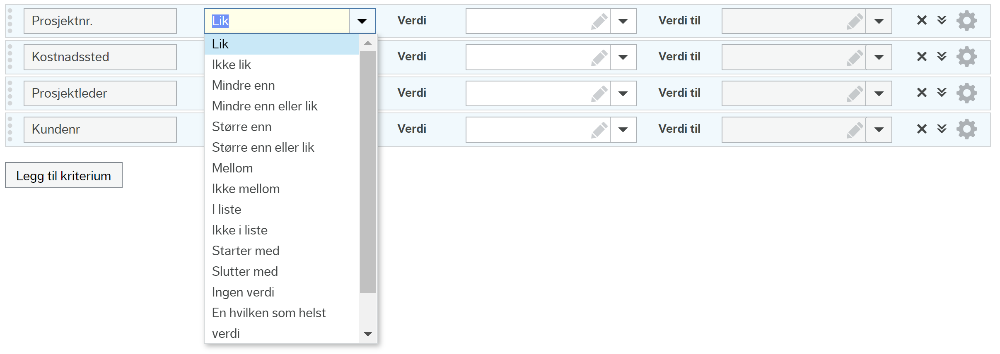 Prosjektnr. Lik Verdi Verdi til
Kostnadssted Verdi Verdi til
Prosjektleder Verdi Verdi til
Kundenr Verdi Verdi til
Lik
Ikke lik
Mindre enn
Mindre enn eller lik
Større enn
Større enn eller lik
Mellom
Ikke mellom
I liste
Ikke i liste
Starter med
Slutter med
Ingen verdi
En hvilken som helst
verdi
Legg til kriterium